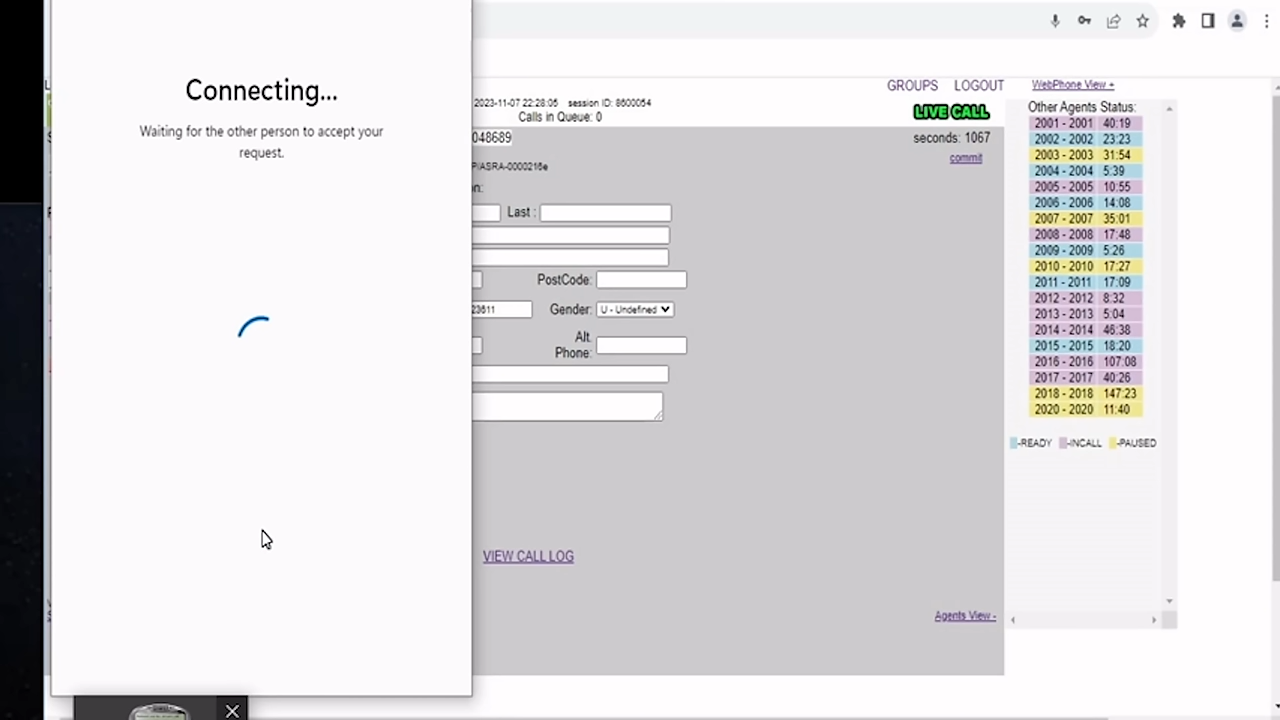 Connecting...
Waiting for the other person to accept your
request.
GROUPS LOGOUT WebPhone View +
2023-11-07 22:28:06 session ID: 8600054
Calls in Queue: 0
LIVE CALL
048689
seconds: 1067
commit
P/ASRA-0000216e
n:
Last :
PostCode:
23611
Gender: U - Undefined
Alt.
Phone:
VIEW CALL LOG
Agents View -
Other Agents Status:
2001 - 2001 40:19
2002 - 2002 23:23
2003 - 2003 31:54
2004 - 2004 5:39
2005 - 2005 10:55
2006 - 2006 14:08
2007 - 2007 35:01
2008 - 2008 17:48
2009 - 2009 5:26
2010 - 2010 17:27
2011 - 2011 17:09
2012 - 2012 8:32
2013 - 2013 5:04
2014 - 2014 46:38
2015 - 2015 18:20
2016 - 2016 107:08
2017 - 2017 40:26
2018 - 2018 147:23
2020 - 2020 11:40
-READY -INCALL -PAUSED